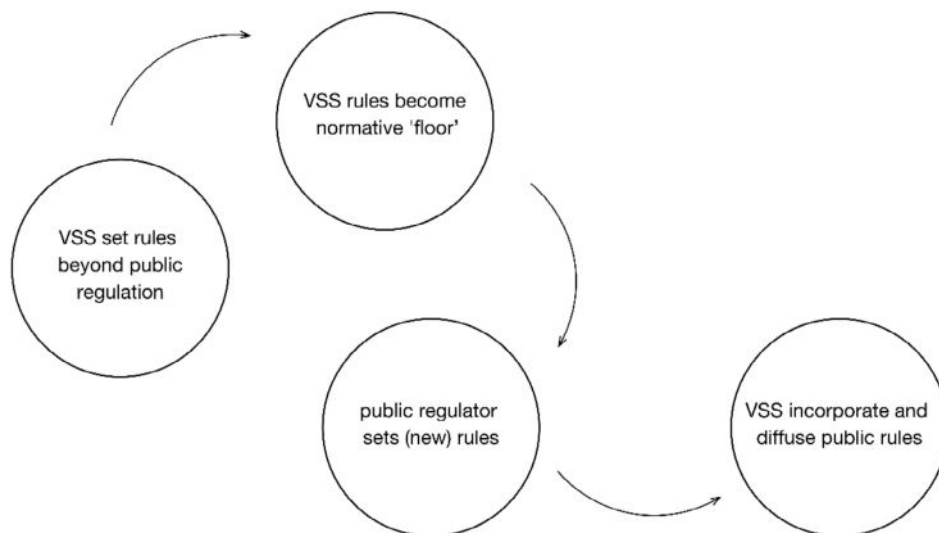 VSS rules become
normative 'floor'
VSS set rules
beyond public
regulation
public regulator
sets (new) rules
VSS incorporate and
diffuse public rules